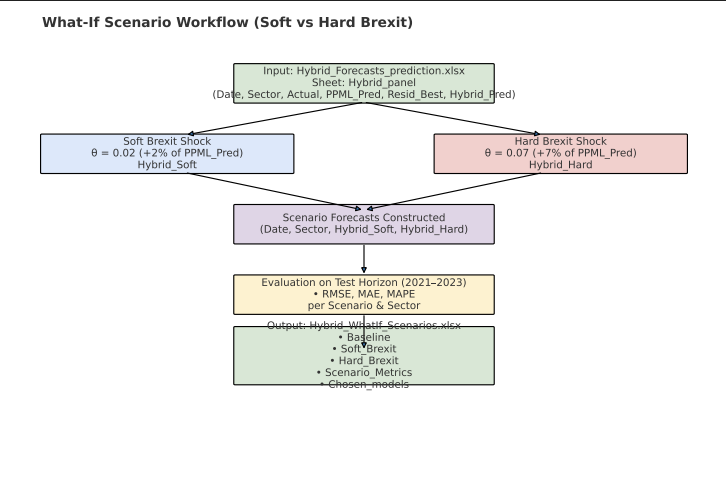 What-If Scenario Workflow (Soft vs Hard Brexit)
Input: Hybrid_Forecasts_prediction.xlsx
Sheet: Hybrid_panel
(Date, Sector, Actual, PPML_Pred, Resid_Best, Hybrid_Pred)
Soft Brexit Shock
θ = 0.02 (+2% of PPML_Pred)
Hybrid_Soft
Hard Brexit Shock
θ = 0.07 (+7% of PPML_Pred)
Hybrid_Hard
Scenario Forecasts Constructed
(Date, Sector, Hybrid_Soft, Hybrid_Hard)
Evaluation on Test Horizon (2021–2023)
• RMSE, MAE, MAPE
per Scenario & Sector
Output: Hybrid_WhatIf_Scenarios.xlsx
• Baseline
• Soft_Brexit
• Hard_Brexit
• Scenario_Metrics
• Chosen_models